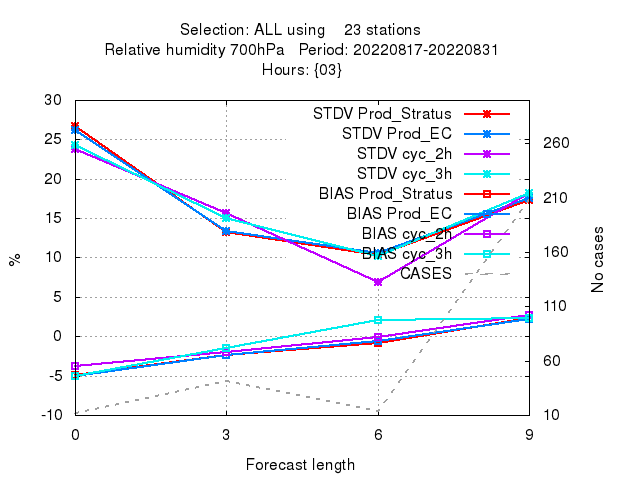 Selection: ALL using    23 stations
Relative humidity 700hPa   Period: 20220817-20220831
Hours: {03}
30
25
20
15
10
5
0
-5
-10
%
STDV Prod_Stratus
STDV Prod_EC
STDV cyc_2h
STDV cyc_3h
BIAS Prod_Stratus
BIAS Prod_EC
BIAS cyc_2h
BIAS cyc_3h
CASES
260
210
160
110
60
10
No cases
0 3 6 9
Forecast length